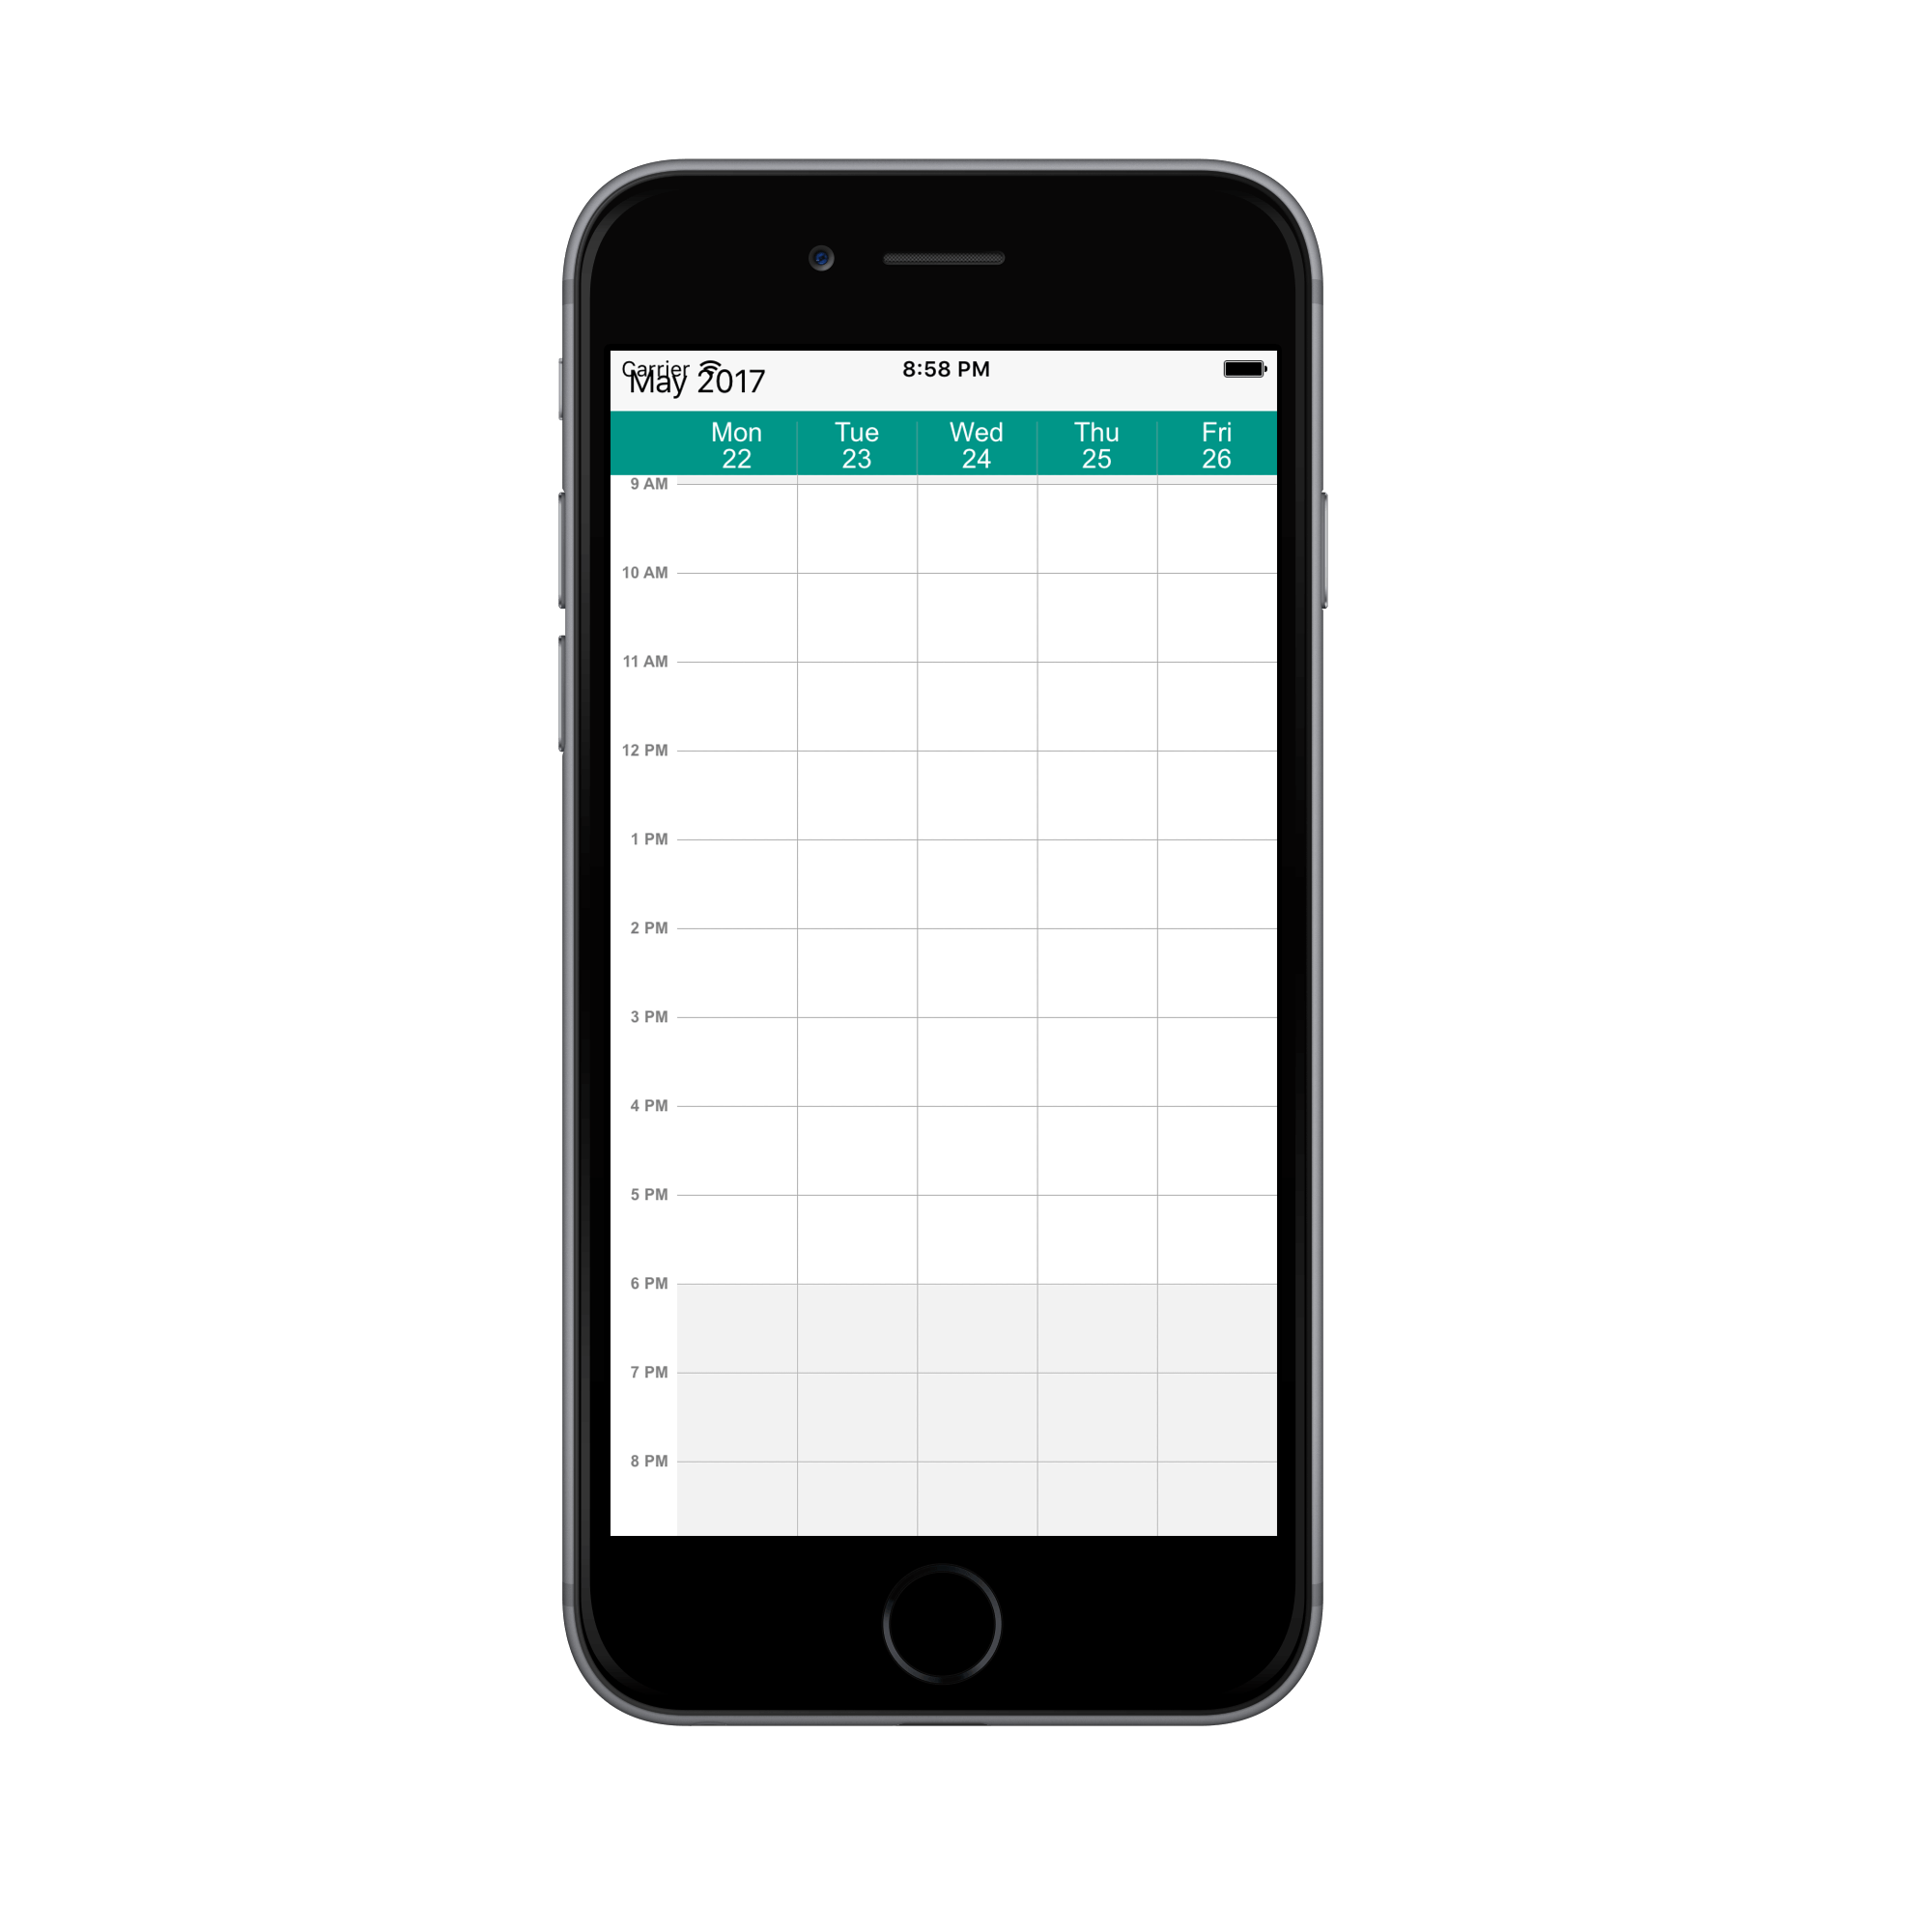 Carrier 8:58 PM
May 2017
Mon Tue Wed Thu Fri
22 23 24 25 26
9 AM
10 AM
11 AM
12 PM
1 PM
2 PM
3 PM
4 PM
5 PM
6 PM
7 PM
8 PM